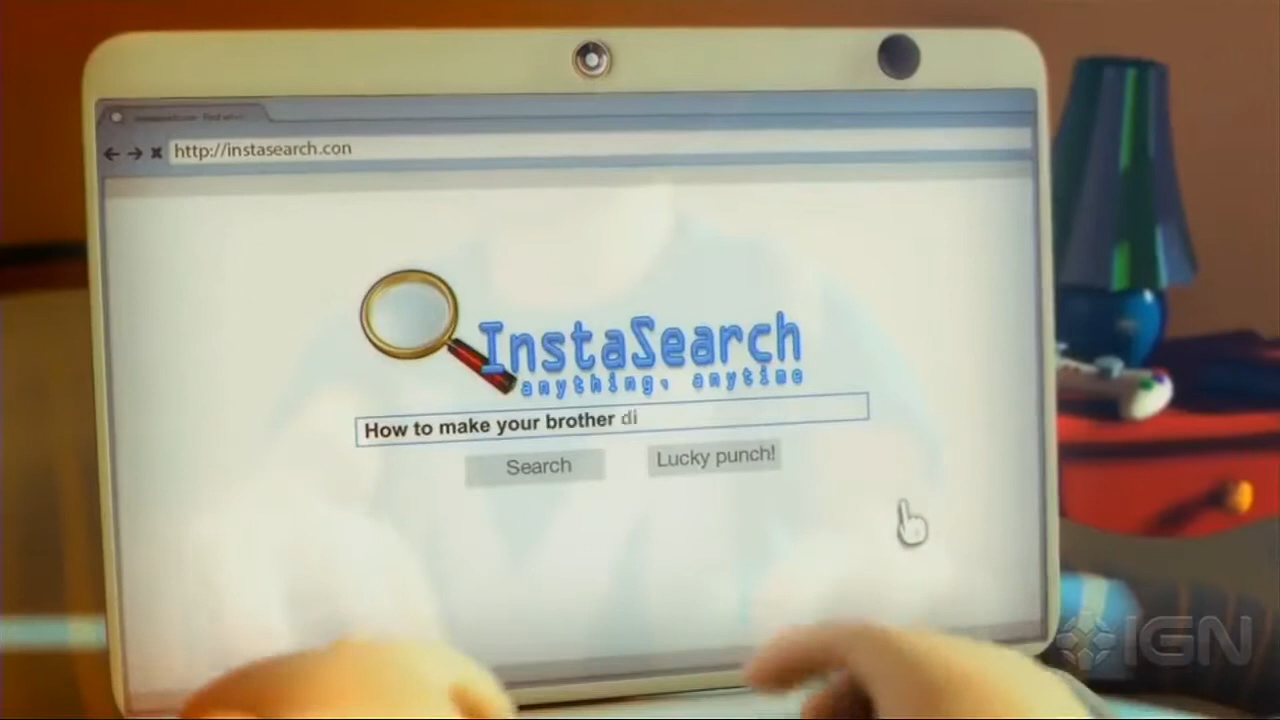 http://instasearch.con
InstaSearch
anything, anytime
How to make your brother di
Search
Lucky punch!
IGN